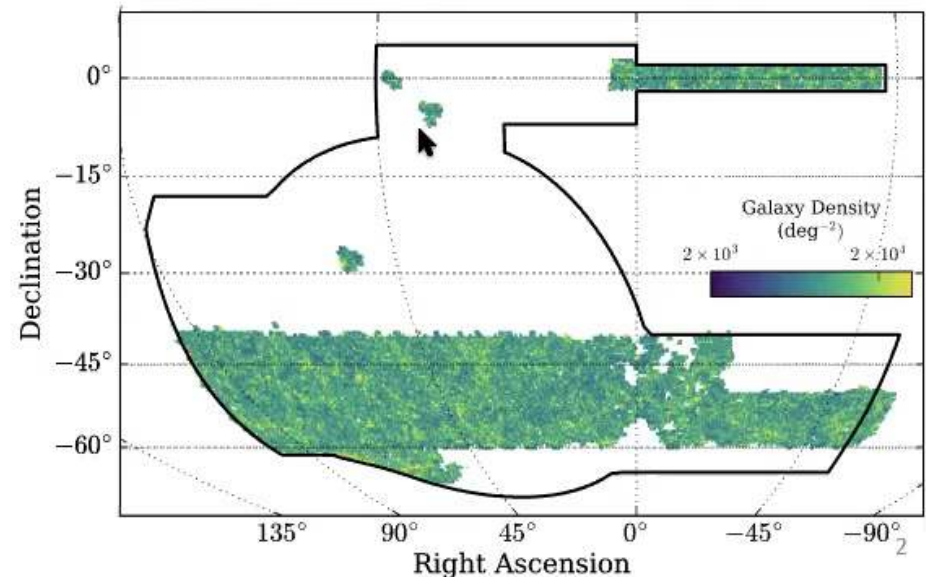 0°
−15°
−30°
−45°
−60°
Declination
Galaxy Density
(deg⁻²)
2 × 10³
2 × 10⁴
135°
90°
45°
0°
−45°
−90°
2
Right Ascension